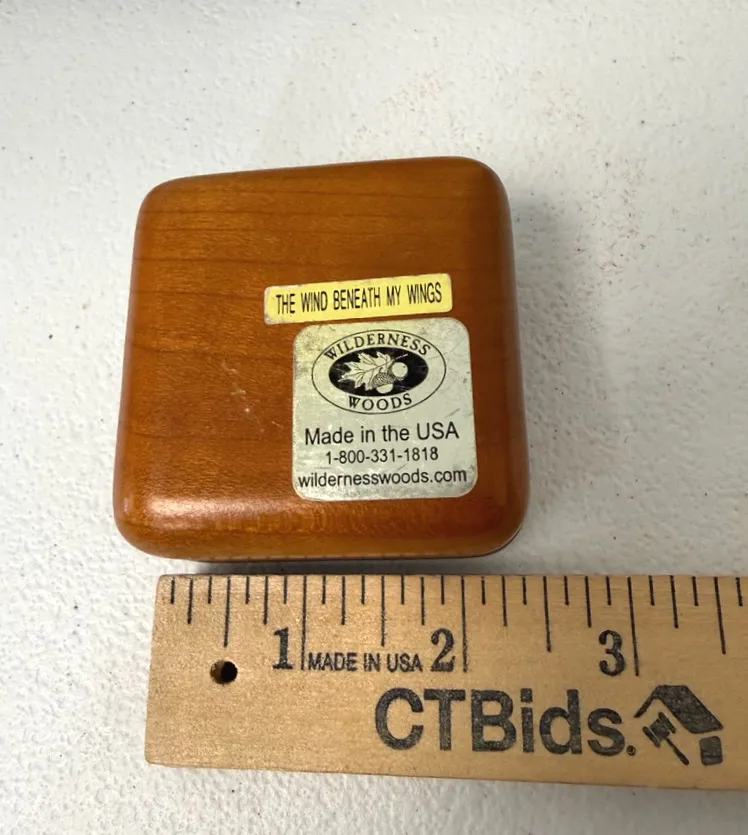 THE WIND BENEATH MY WINGS
WILDERNESS
WOODS
Made in the USA
1-800-331-1818
wildernesswoods.com
1 MADE IN USA 2 3
CTBids.